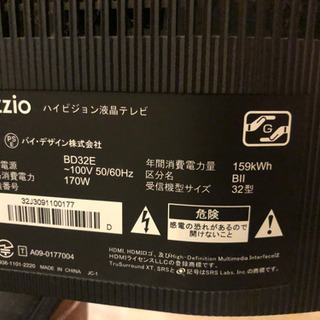 zzio
ハイビジョン液晶テレビ
PS
E
バイ・デザイン株式会社
G
電源
BD32E
~100V 50/60Hz
170W
年間消費電力量 159kWh
区分名 BII
受信機型サイズ 32型
32J3091100177
D
危険
感電の恐れがあるので
開けないこと
T A09-0177004
1101-2220 MADE IN CHINA JC-1
HDMI、HDMIロゴ、及びHigh-Definition Multimedia Interfaceは
HDMIライセンスLLCの登録商標です。
TruSurround XT, SRSと記号はSRS Labs, Inc.の商標です。